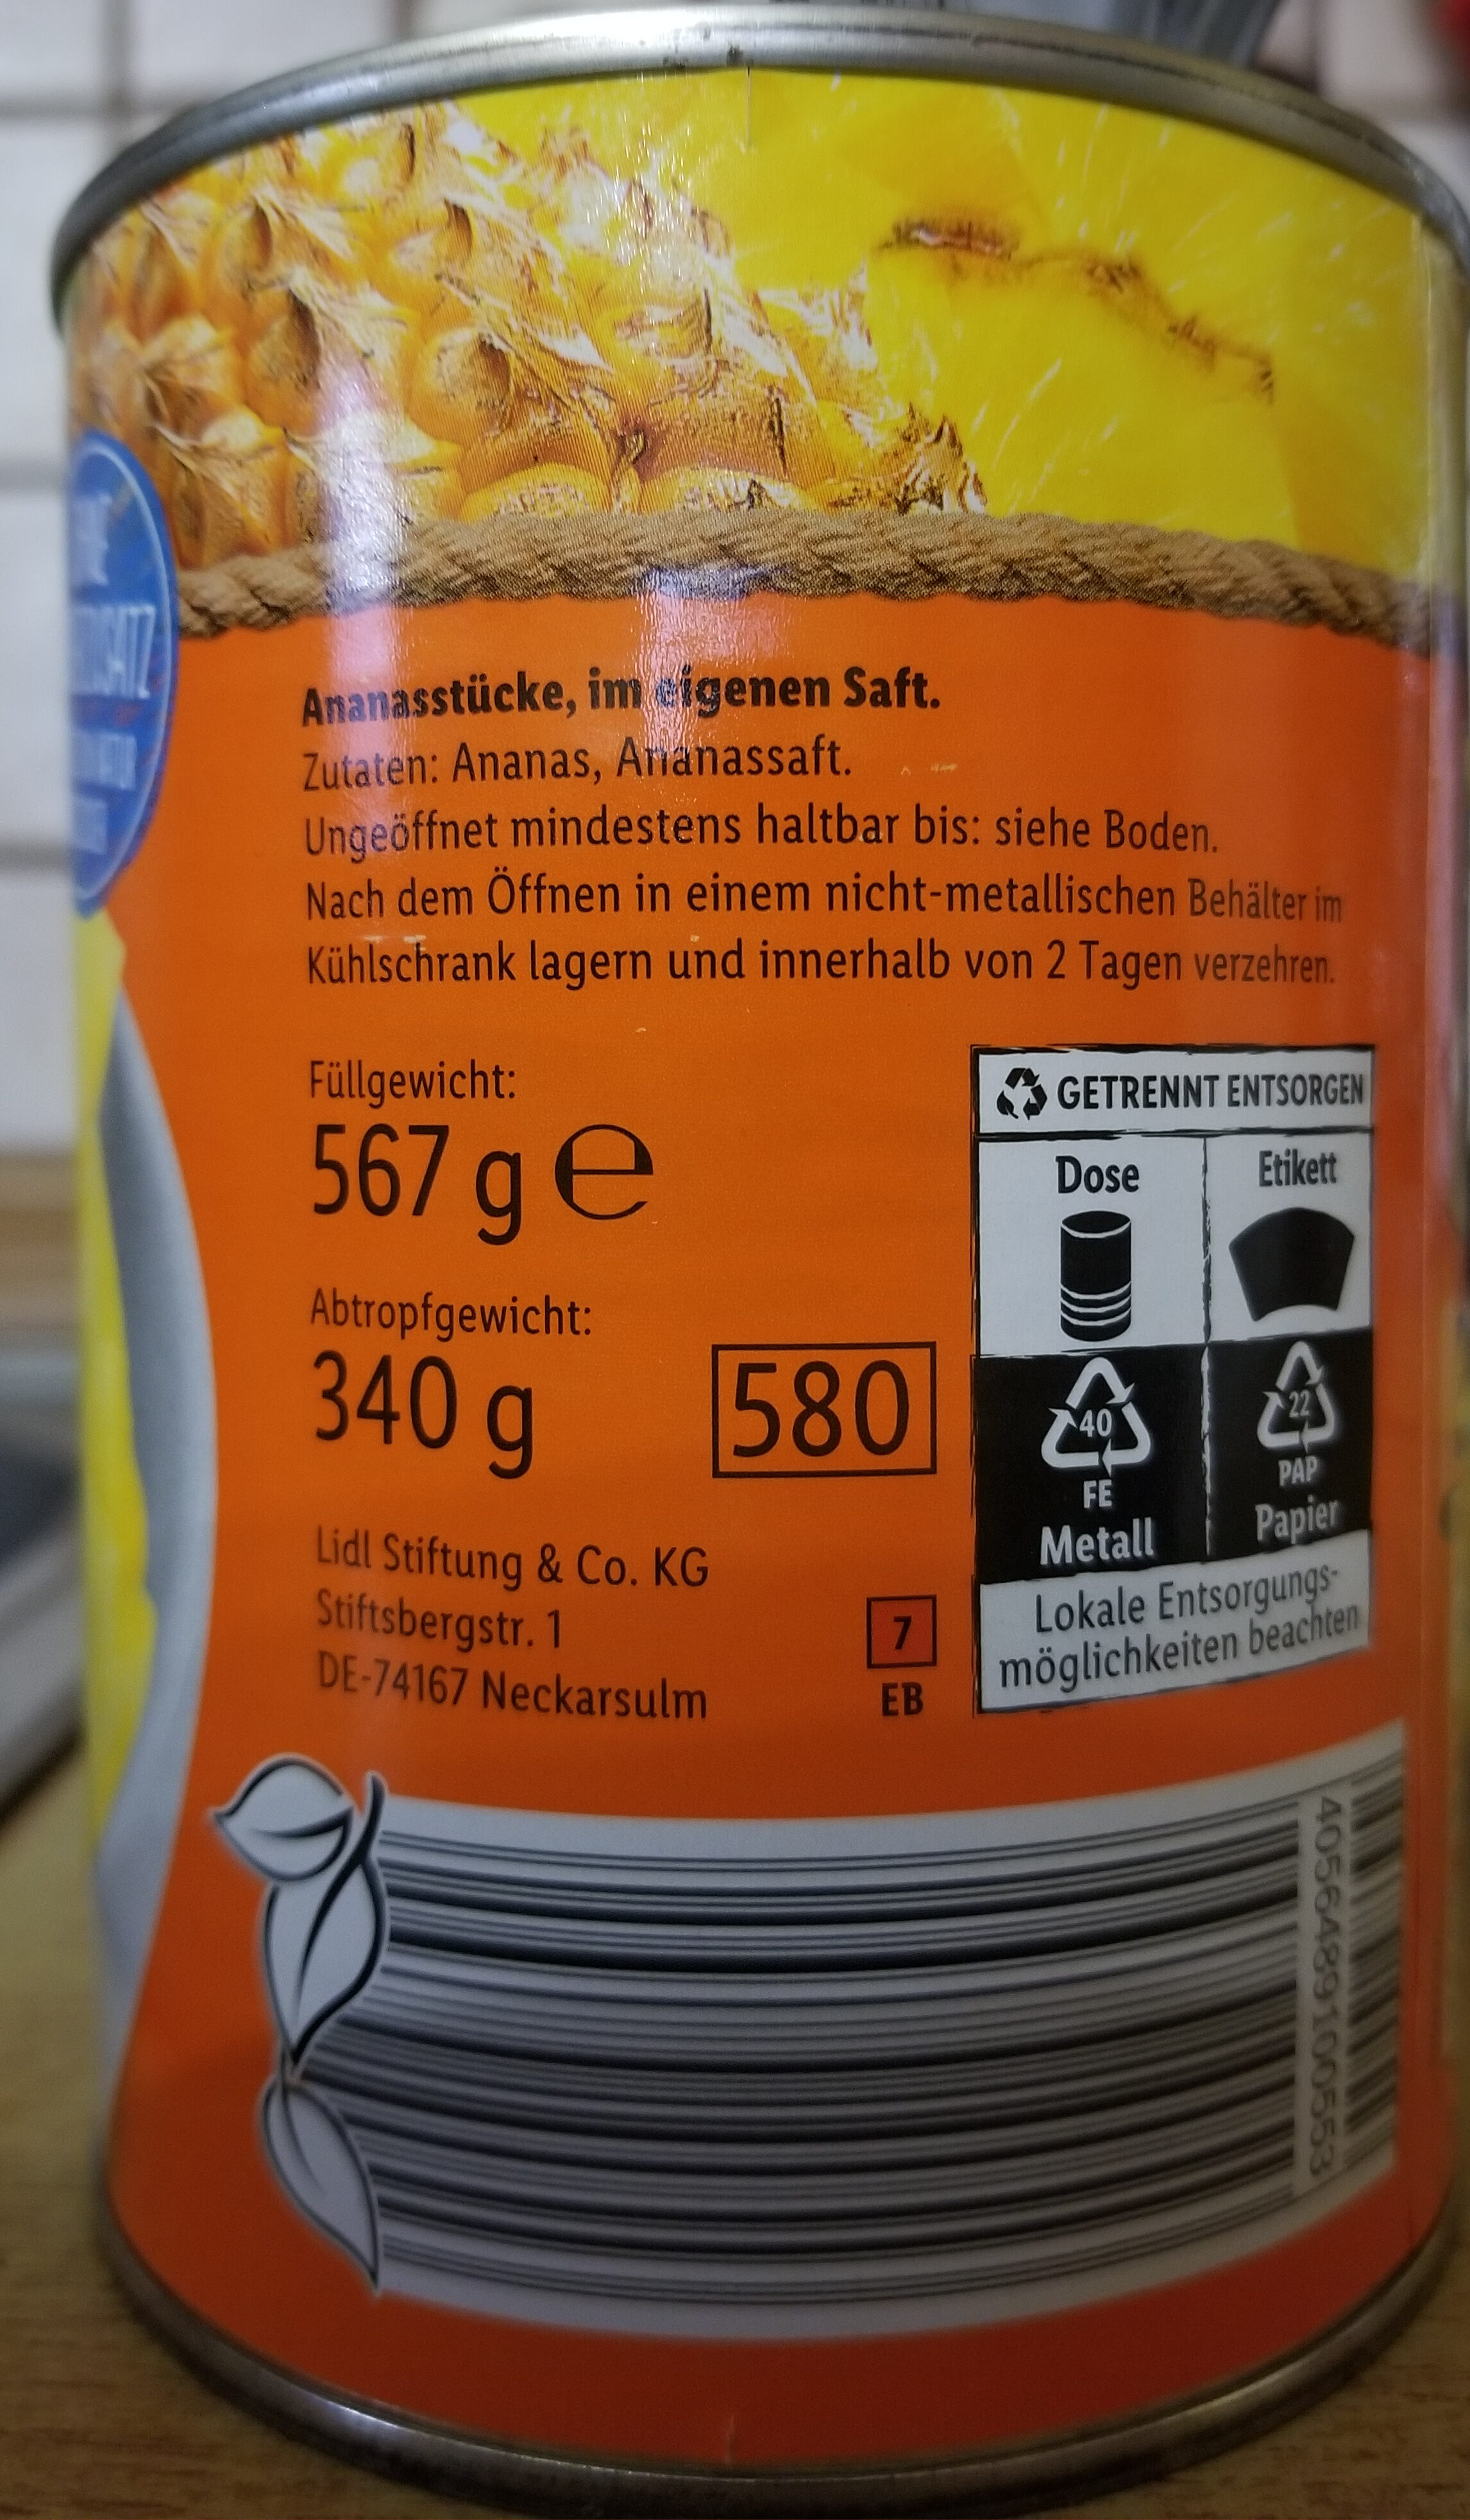 Ananasstücke, im eigenen Saft.
Zutaten: Ananas, Ananassaft.
Ungeöffnet mindestens haltbar bis: siehe Boden.
Nach dem Öffnen in einem nicht-metallischen Behälter im
Kühlschrank lagern und innerhalb von 2 Tagen verzehren.
Füllgewicht:
567 g e
Abtropfgewicht:
340 g
580
Lidl Stiftung & Co. KG
Stiftsbergstr. 1
DE-74167 Neckarsulm
7
EB
GETRENNT ENTSORGEN
Dose
Etikett
40
FE
Metall
22
PAP
Papier
Lokale Entsorgungs-
möglichkeiten beachten
4056489100553